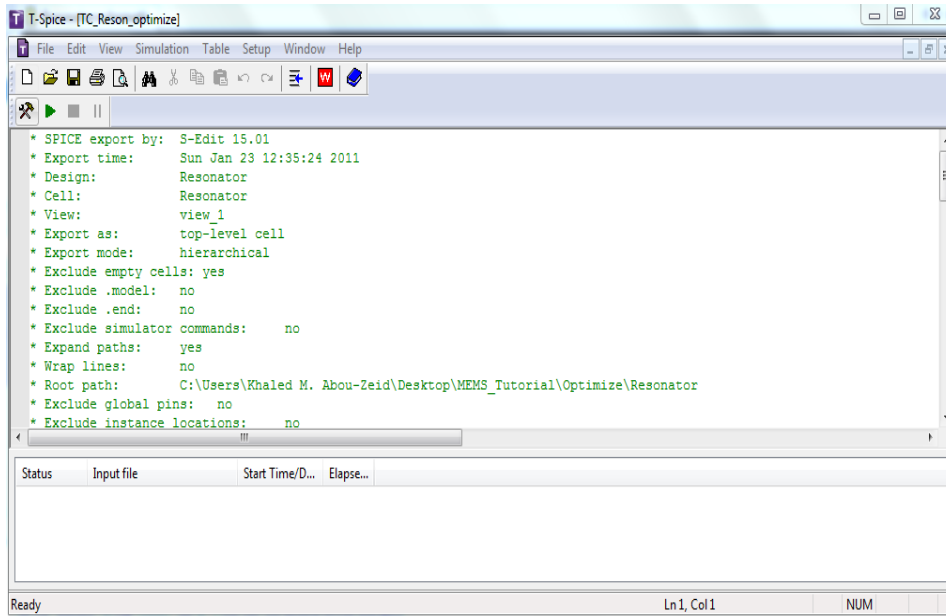 T-Spice - [TC_Reson_optimize]
File Edit View Simulation Table Setup Window Help
* SPICE export by: S-Edit 15.01
* Export time: Sun Jan 23 12:35:24 2011
* Design: Resonator
* Cell: Resonator
* View: view_1
* Export as: top-level cell
* Export mode: hierarchical
* Exclude empty cells: yes
* Exclude .model: no
* Exclude .end: no
* Exclude simulator commands: no
* Expand paths: yes
* Wrap lines: no
* Root path: C:\Users\Khaled M. Abou-Zeid\Desktop\MEMS_Tutorial\Optimize\Resonator
* Exclude global pins: no
* Exclude instance locations: no
Status Input file Start Time/D... Elapse...
Ready Ln1, Col1 NUM